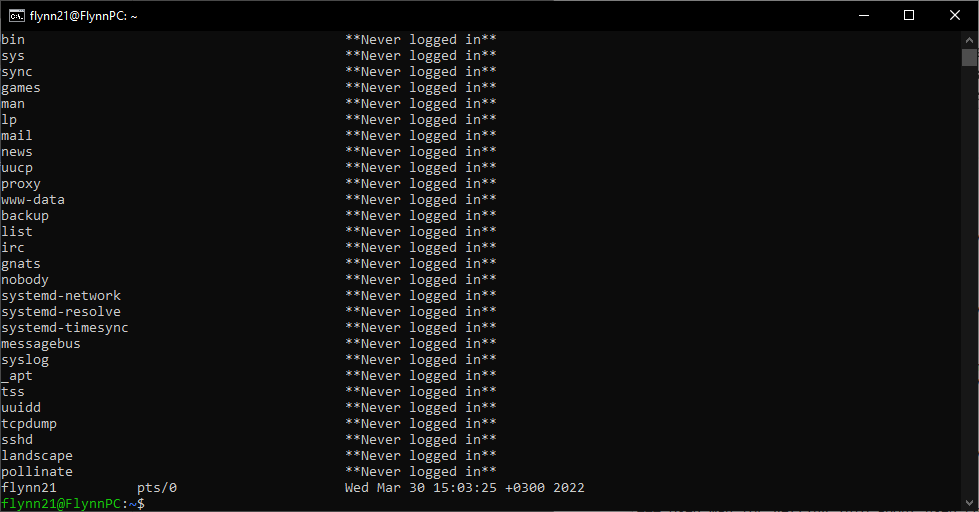 flynn21@FlynnPC: ~
bin **Never logged in**
sys **Never logged in**
sync **Never logged in**
games **Never logged in**
man **Never logged in**
lp **Never logged in**
mail **Never logged in**
news **Never logged in**
uucp **Never logged in**
proxy **Never logged in**
www-data **Never logged in**
backup **Never logged in**
list **Never logged in**
irc **Never logged in**
gnats **Never logged in**
nobody **Never logged in**
systemd-network **Never logged in**
systemd-resolve **Never logged in**
systemd-timesync **Never logged in**
messagebus **Never logged in**
syslog **Never logged in**
_apt **Never logged in**
tss **Never logged in**
uuidd **Never logged in**
tcpdump **Never logged in**
sshd **Never logged in**
landscape **Never logged in**
pollinate **Never logged in**
flynn21 pts/0 Wed Mar 30 15:03:25 +0300 2022
flynn21@FlynnPC:~$